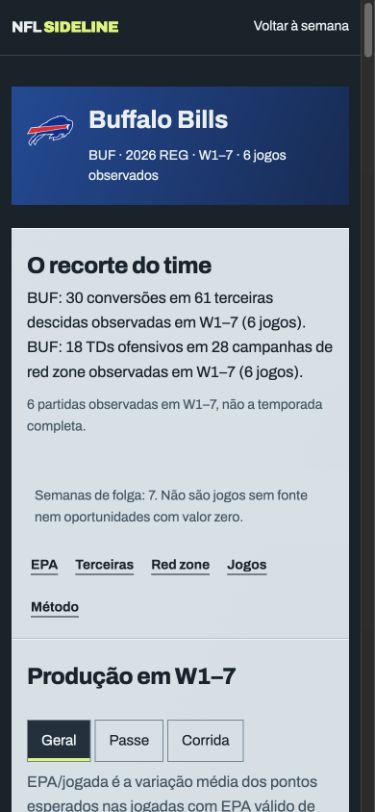 NFL SIDELINE
Voltar à semana
Buffalo Bills
BUF · 2026 REG · W1–7 · 6 jogos
observados
O recorte do time
BUF: 30 conversões em 61 terceiras
descidas observadas em W1–7 (6 jogos).
BUF: 18 TDs ofensivos em 28 campanhas de
red zone observadas em W1–7 (6 jogos).
6 partidas observadas em W1–7, não a temporada
completa.
Semanas de folga: 7. Não são jogos sem fonte
nem oportunidades com valor zero.
EPA Terceiras Red zone Jogos
Método
Produção em W1–7
Geral Passe Corrida
EPA/jogada é a variação média dos pontos
esperados nas jogadas com EPA válido de